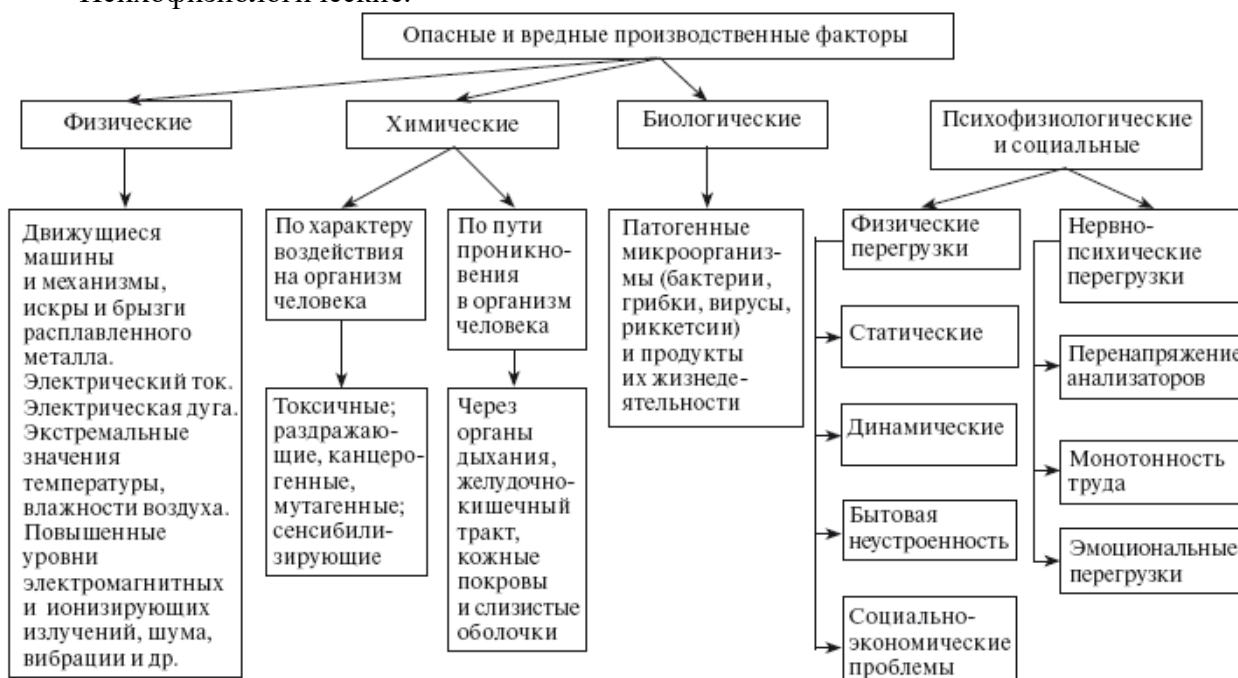 Психофизиологические.
Опасные и вредные производственные факторы
Физические
Химические
Биологические
Психофизиологические
и социальные
Движущиеся
машины
и механизмы,
искры и брызги
расплавленного
металла.
Электрический ток.
Электрическая дуга.
Экстремальные
значения
температуры,
влажности воздуха.
Повышенные
уровни
электромагнитных
и ионизирующих
излучений, шума,
вибрации и др.
По характеру
воздействия
на организм
человека
Токсичные;
раздражаю-
щие, канцеро-
генные,
мутагенные;
сенсибили-
зирующие
По пути
проникно-
вения
в организм
человека
Через
органы
дыхания,
желудочно-
кишечный
тракт,
кожные
покровы
и слизистые
оболочки
Патогенные
микроорганиз-
мы (бактерии,
грибки, вирусы,
риккетсии)
и продукты
их жизнеде-
ятельности
Физические
перегрузки
Статические
Динамические
Бытовая
неустроенность
Социально-
экономические
проблемы
Нервно-
психические
перегрузки
Перенапряжение
анализаторов
Монотонность
труда
Эмоциональные
перегрузки